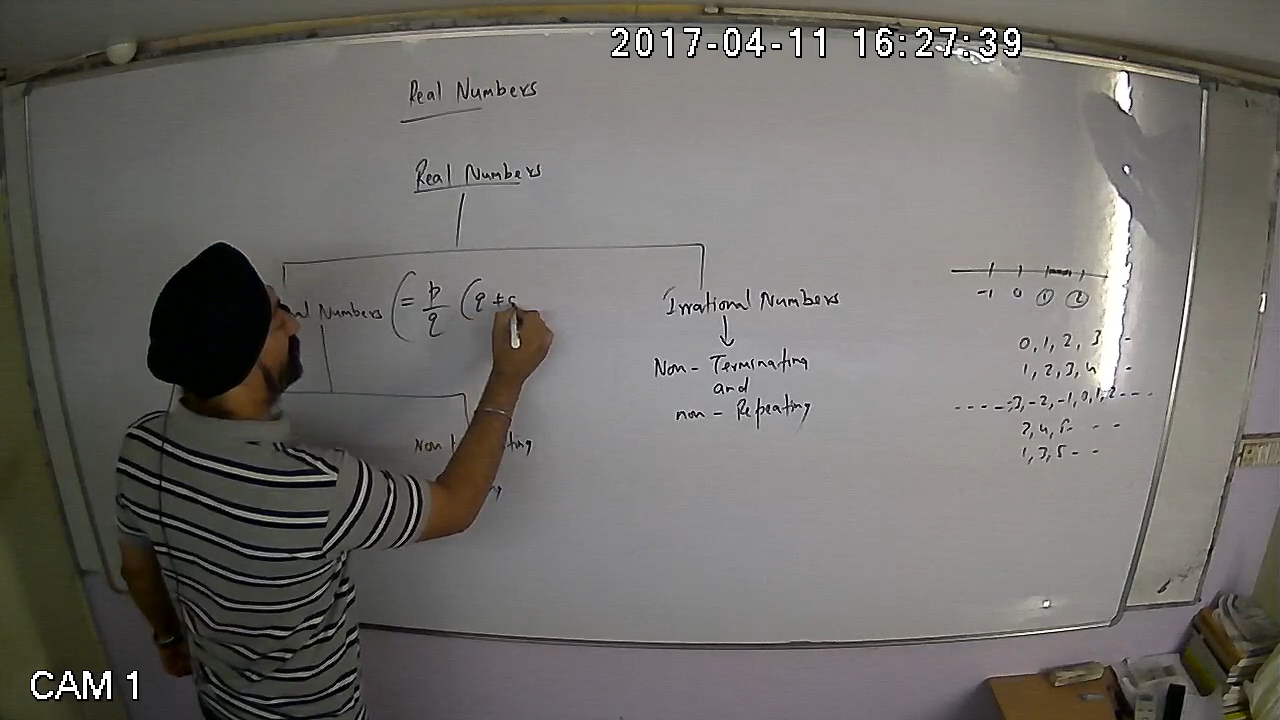 2017-04-11 16:27:39
Real Numbers
Real Numbers
Numbers (= p/q (q ≠
Irrational Numbers
Non-Terminating
and
non-Repeating
Non
-1 0 1 2
0, 1, 2, 3 -
1, 2, 3, 4 -
-----3, -2, -1, 0, 1, 2---
2, 4, 6- - -
1, 3, 5- - -
CAM 1